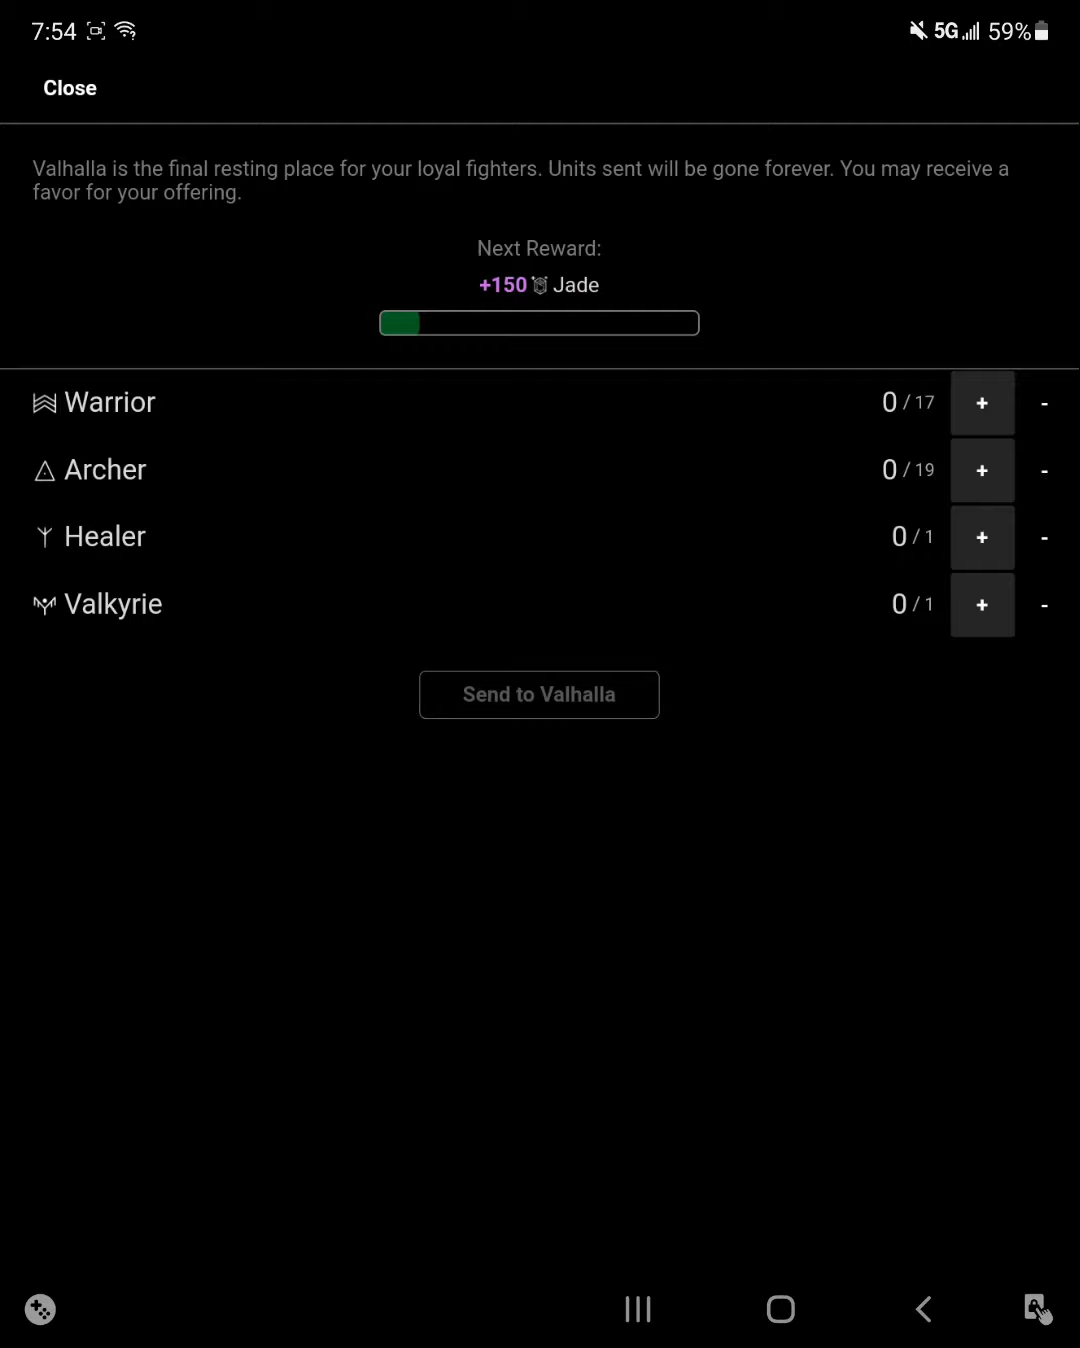 7:54 5G 59%
Close
Valhalla is the final resting place for your loyal fighters. Units sent will be gone forever. You may receive a
favor for your offering.
Next Reward:
+150 Jade
Warrior 0 / 17 + -
Archer 0 / 19 + -
Healer 0 / 1 + -
Valkyrie 0 / 1 + -
Send to Valhalla